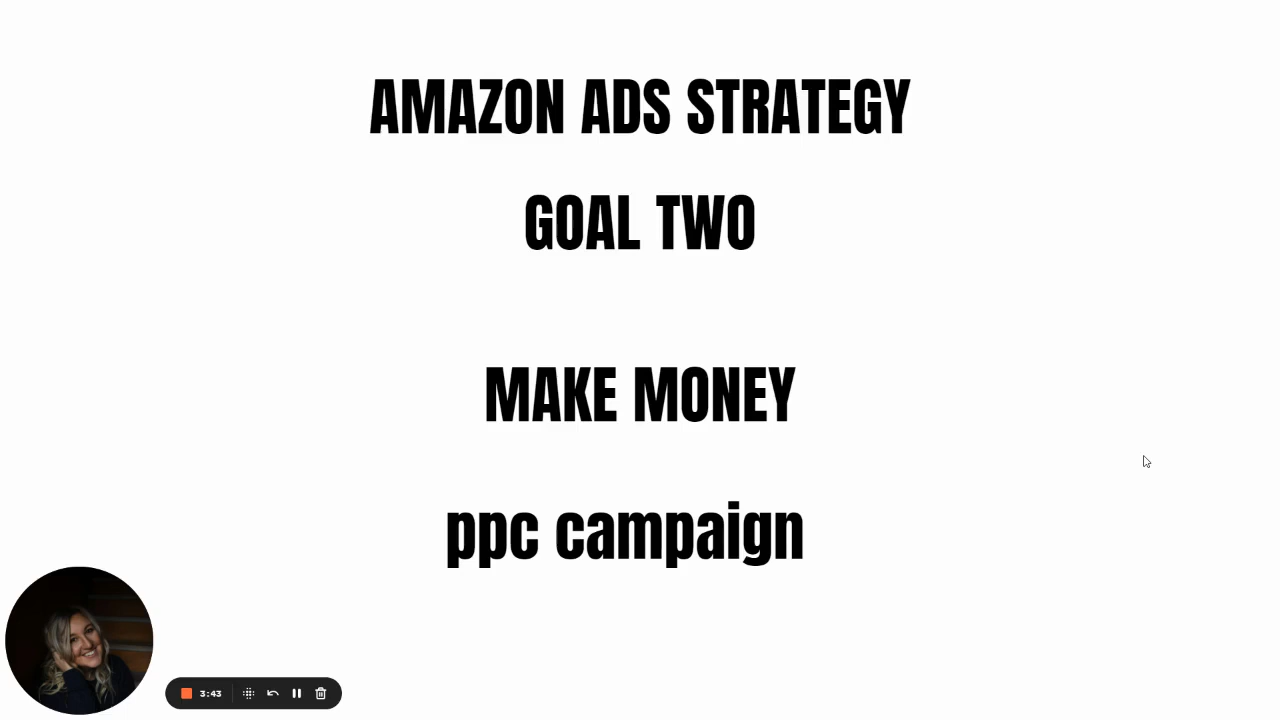 AMAZON ADS STRATEGY
GOAL TWO
MAKE MONEY
ppc campaign
3:43